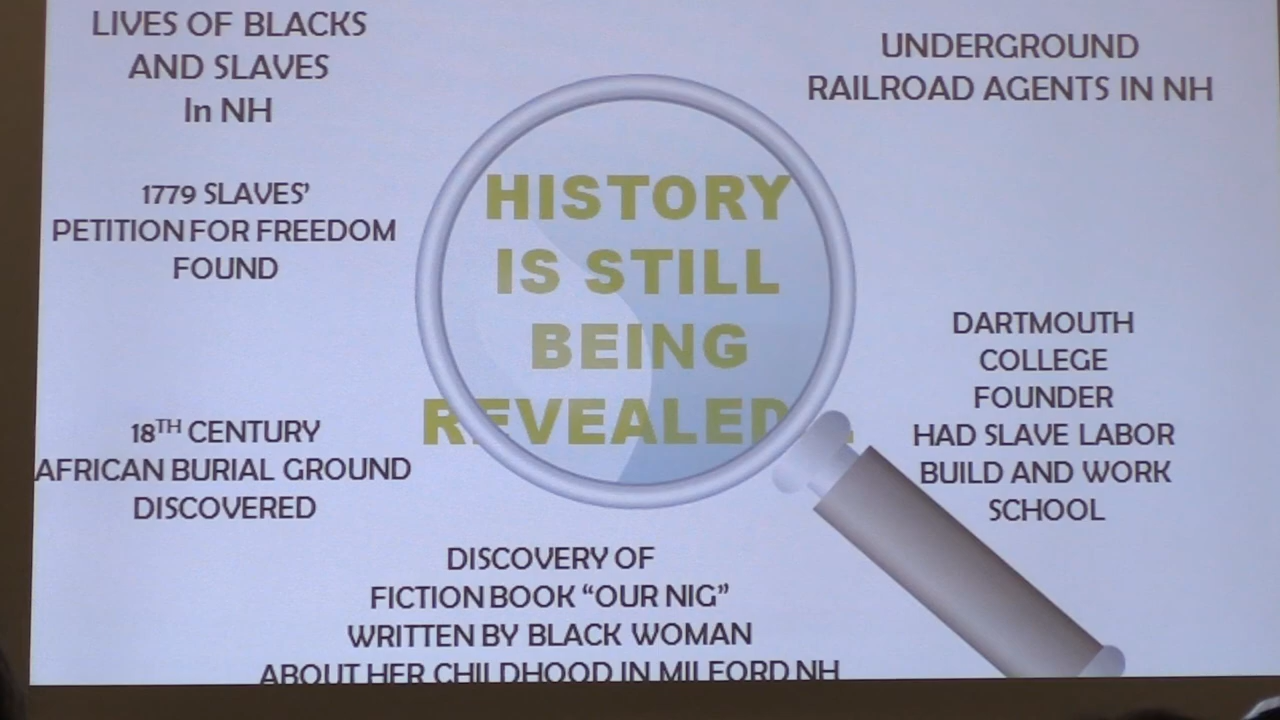 LIVES OF BLACKS
AND SLAVES
In NH
UNDERGROUND
RAILROAD AGENTS IN NH
1779 SLAVES'
PETITION FOR FREEDOM
FOUND
HISTORY
IS STILL
BEING
REVEALED.
DARTMOUTH
COLLEGE
FOUNDER
HAD SLAVE LABOR
BUILD AND WORK
SCHOOL
18TH CENTURY
AFRICAN BURIAL GROUND
DISCOVERED
DISCOVERY OF
FICTION BOOK “OUR NIG”
WRITTEN BY BLACK WOMAN
ABOUT HER CHILDHOOD IN MILFORD NH